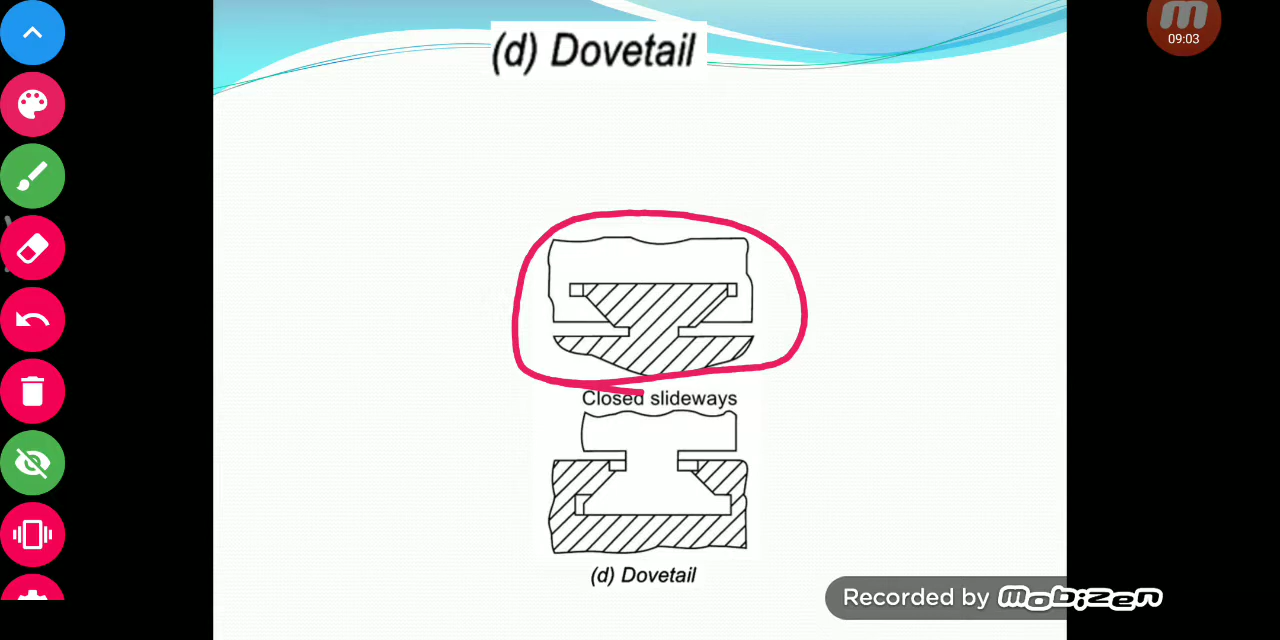 (d) Dovetail
09:03
Closed slideways
(d) Dovetail
Recorded by mobizen